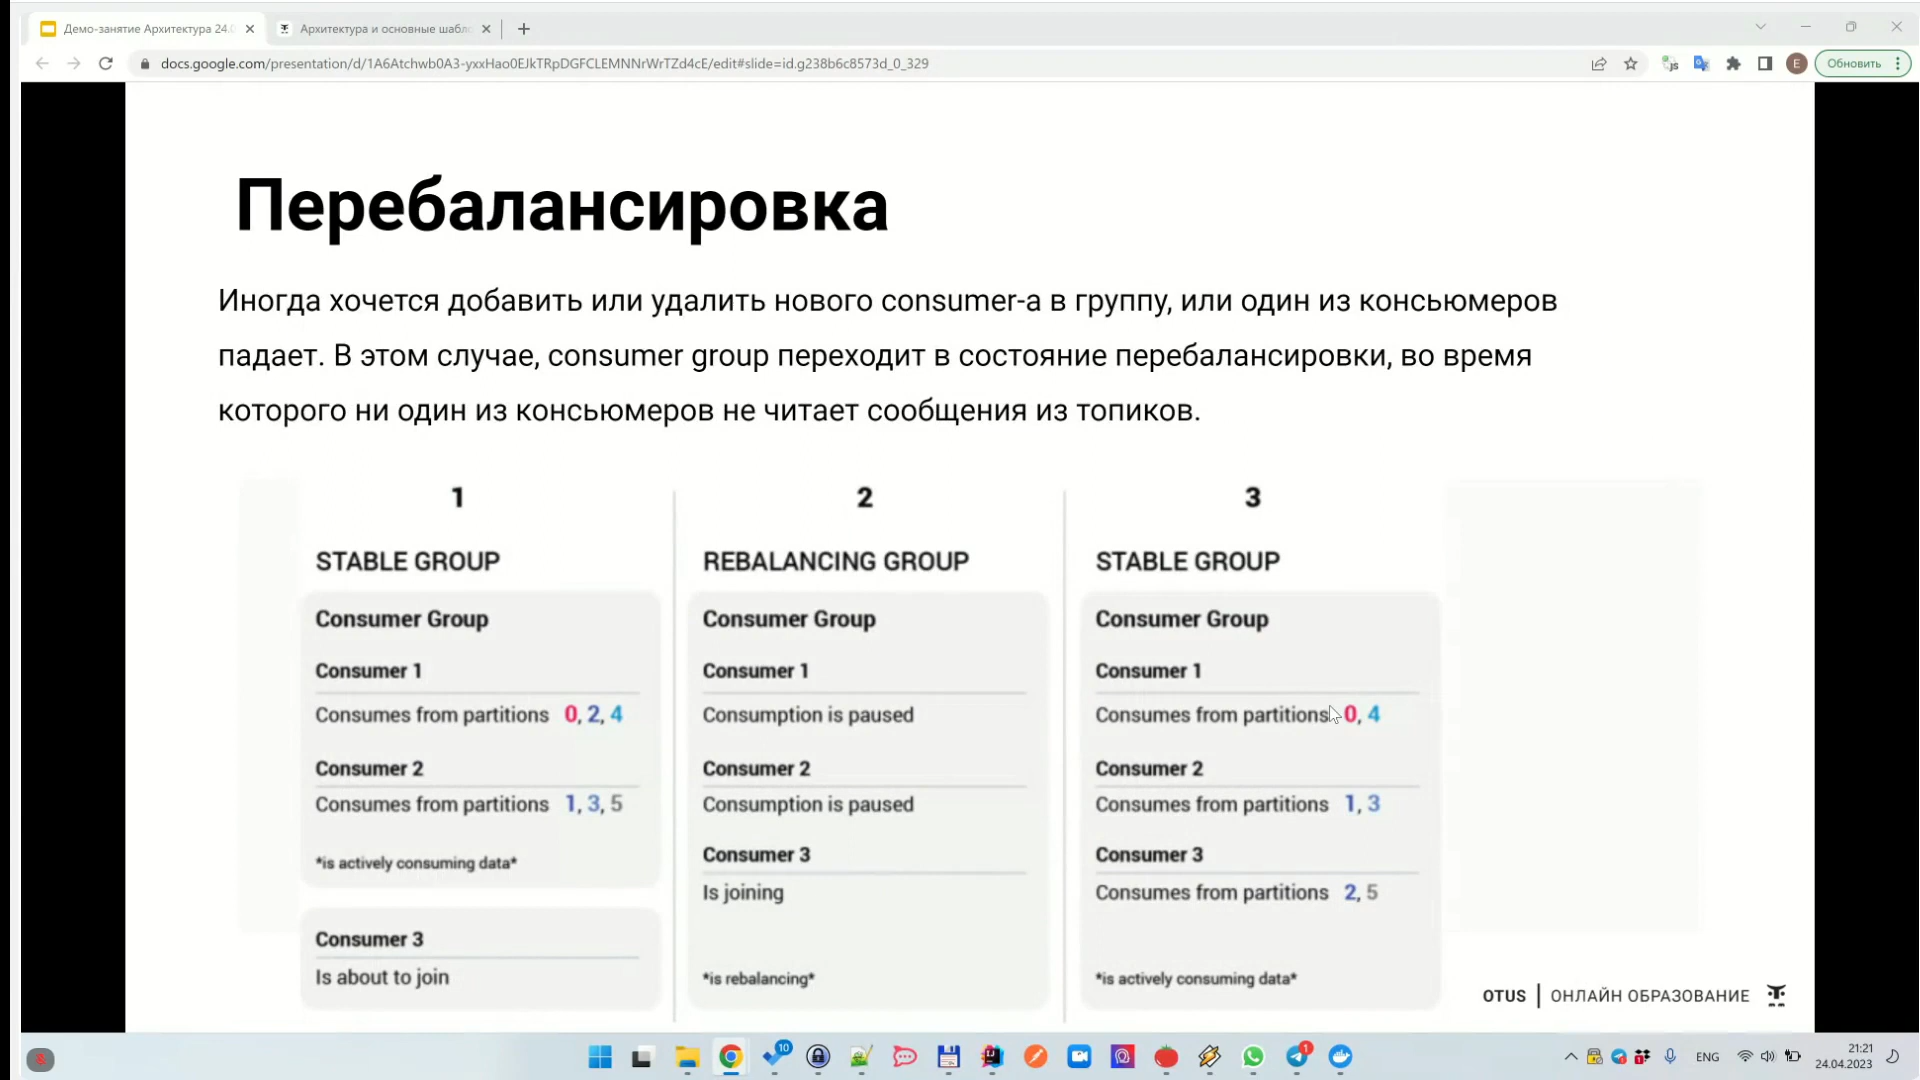 Демо-занятие Архитектура 24.0
Архитектура и основные шабло
docs.google.com/presentation/d/1A6Atchwb0A3-yxxHao0EJkTRpDGFCLEMNNrWrTZd4cE/edit#slide=id.g238b6c8573d_0_329
E
Обновить
Перебалансировка
Иногда хочется добавить или удалить нового consumer-а в группу, или один из консьюмеров
падает. В этом случае, consumer group переходит в состояние перебалансировки, во время
которого ни один из консьюмеров не читает сообщения из топиков.
1
STABLE GROUP
Consumer Group
Consumer 1
Consumes from partitions 0, 2, 4
Consumer 2
Consumes from partitions 1, 3, 5
*is actively consuming data*
Consumer 3
Is about to join
2
REBALANCING GROUP
Consumer Group
Consumer 1
Consumption is paused
Consumer 2
Consumption is paused
Consumer 3
Is joining
*is rebalancing*
3
STABLE GROUP
Consumer Group
Consumer 1
Consumes from partitions 0, 4
Consumer 2
Consumes from partitions 1, 3
Consumer 3
Consumes from partitions 2, 5
*is actively consuming data*
OTUS | ОНЛАЙН ОБРАЗОВАНИЕ
10
1
ENG
21:21
24.04.2023